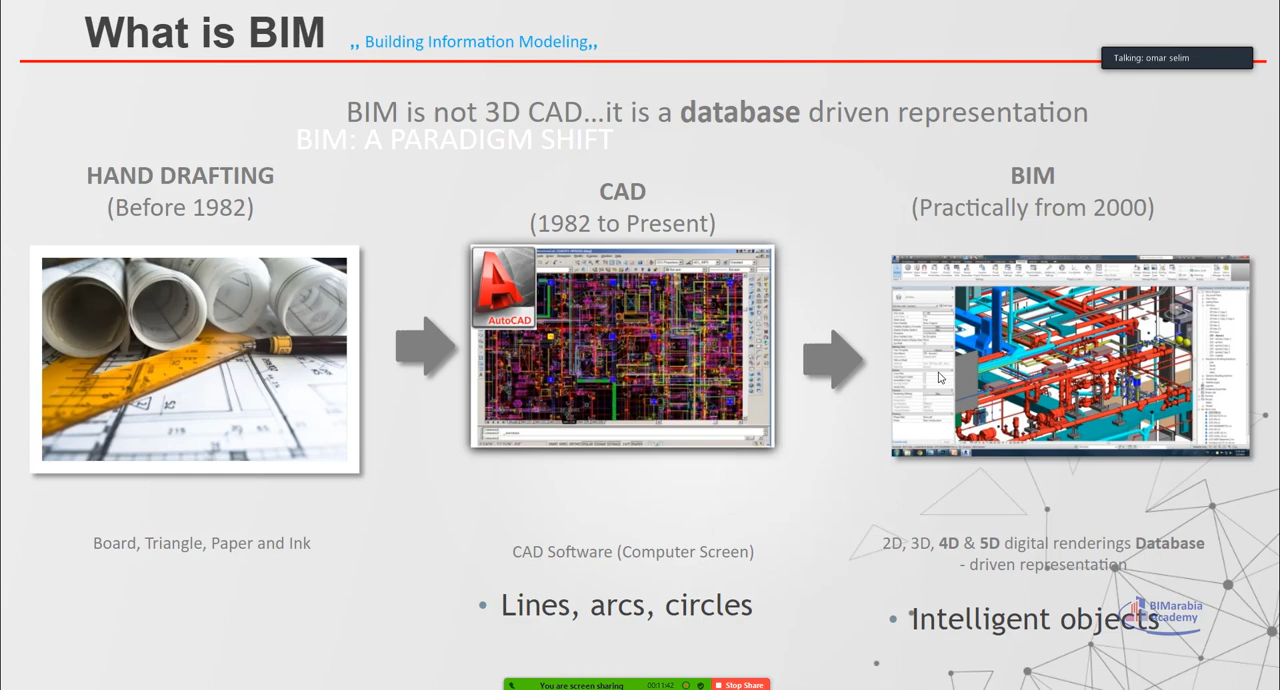 What is BIM
,, Building Information Modeling,,
Talking: omar selim
BIM is not 3D CAD...it is a database driven representation
BIM: A PARADIGM SHIFT
HAND DRAFTING
(Before 1982)
CAD
(1982 to Present)
BIM
(Practically from 2000)
AutoCAD
Board, Triangle, Paper and Ink
CAD Software (Computer Screen)
• Lines, arcs, circles
2D, 3D, 4D & 5D digital renderings Database
- driven representation
• Intelligent objects
BIMarabia
Academy
You are screen sharing
00:11:42
Stop Share